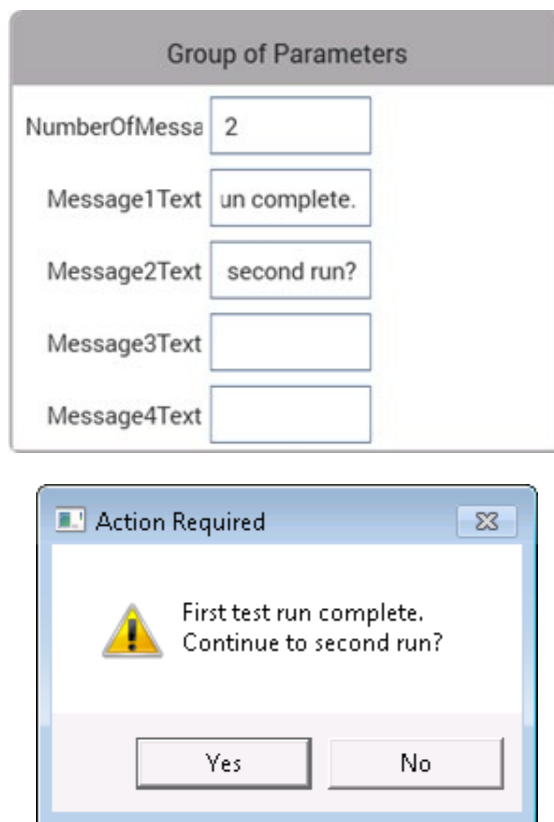 Group of Parameters
NumberOfMessa 2
Message1Text un complete.
Message2Text second run?
Message3Text
Message4Text
Action Required
First test run complete.
Continue to second run?
Yes No